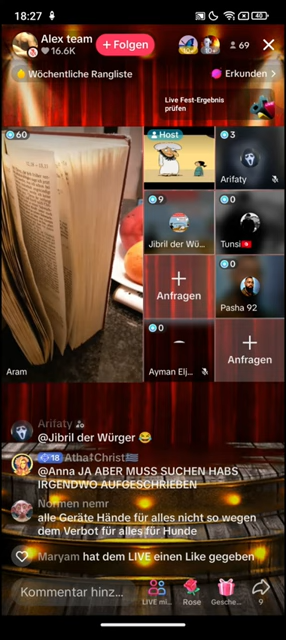 18:27
40
Alex team
16.6K
+ Folgen
69
Wöchentliche Rangliste
Erkunden >
Live Fest-Ergebnis
prüfen
60
Host
3
Arifaty
9
Jibril der Wü...
0
Tunsi
Anfragen
0
Pasha 92
Aram
0
Ayman Elj...
Anfragen
Arifaty
@Jibril der Würger 😂
18 Atha†Christ🇬🇷
@Anna JA ABER MUSS SUCHEN HABS
IRGENDWO AUFGESCHRIEBEN
Normen nemr
alle Geräte Hände für alles nicht so wegen
dem Verbot für alles für Hunde
Maryam hat dem LIVE einen Like gegeben
Kommentar hinz...
LIVE mi...
Rose
Gesche...
9